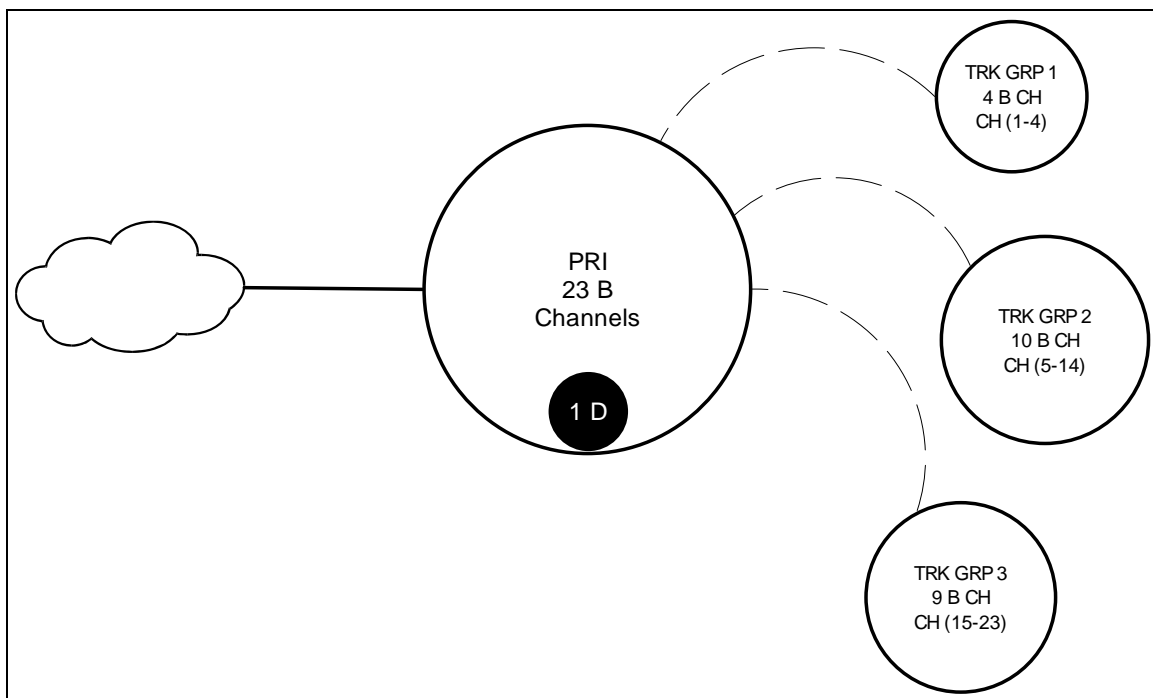 PRI
23 B
Channels
1 D
TRK GRP 1
4 B CH
CH (1-4)
TRK GRP 2
10 B CH
CH (5-14)
TRK GRP 3
9 B CH
CH (15-23)